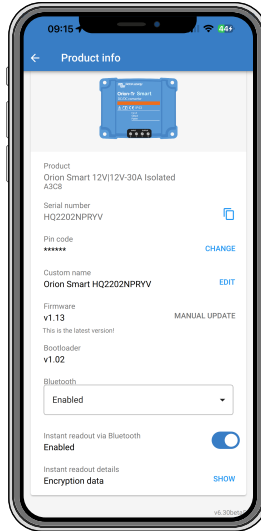 09:15
Product info
Orion-Tr Smart
Product
Orion Smart 12V|12V-30A Isolated
A3C8
Serial number
HQ2202NPRYV
Pin code
******
CHANGE
Custom name
Orion Smart HQ2202NPRYV
EDIT
Firmware
v1.13
MANUAL UPDATE
This is the latest version!
Bootloader
v1.02
Bluetooth
Enabled
Instant readout via Bluetooth
Enabled
Instant readout details
Encryption data
SHOW